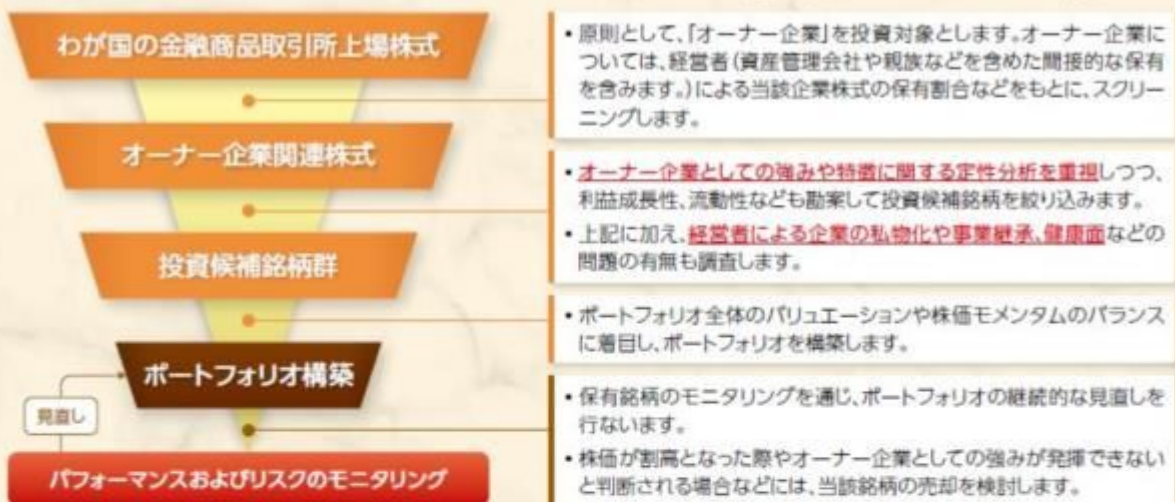 わが国の金融商品取引所上場株式
オーナー企業関連株式
投資候補銘柄群
ポートフォリオ構築
見直し
パフォーマンスおよびリスクのモニタリング
• 原則として、「オーナー企業」を投資対象とします。オーナー企業に
ついては、経営者(資産管理会社や親族などを含めた間接的な保有
を含みます。)による当該企業株式の保有割合などをもとに、スクリー
ニングします。
• オーナー企業としての強みや特徴に関する定性分析を重視しつつ、
利益成長性、流動性なども勘案して投資候補銘柄を絞り込みます。
• 上記に加え、経営者による企業の私物化や事業継承、健康面などの
問題の有無も調査します。
• ポートフォリオ全体のバリュエーションや株価モメンタムのバランス
に着目し、ポートフォリオを構築します。
• 保有銘柄のモニタリングを通じ、ポートフォリオの継続的な見直しを
行ないます。
• 株価が割高となった際やオーナー企業としての強みが発揮できない
と判断される場合などには、当該銘柄の売却を検討します。